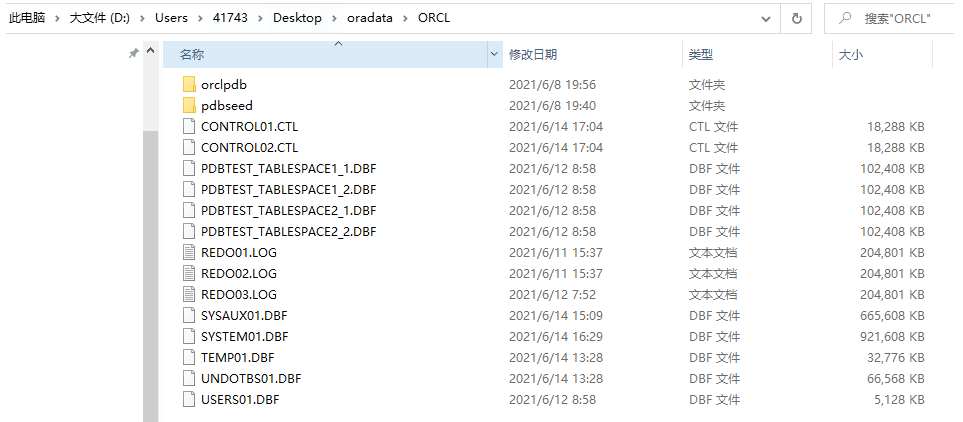 此电脑 > 大文件 (D:) > Users > 41743 > Desktop > oradata > ORCL 搜索"ORCL"
名称 修改日期 类型 大小
orclpdb 2021/6/8 19:56 文件夹
pdbseed 2021/6/8 19:40 文件夹
CONTROL01.CTL 2021/6/14 17:04 CTL 文件 18,288 KB
CONTROL02.CTL 2021/6/14 17:04 CTL 文件 18,288 KB
PDBTEST_TABLESPACE1_1.DBF 2021/6/12 8:58 DBF 文件 102,408 KB
PDBTEST_TABLESPACE1_2.DBF 2021/6/12 8:58 DBF 文件 102,408 KB
PDBTEST_TABLESPACE2_1.DBF 2021/6/12 8:58 DBF 文件 102,408 KB
PDBTEST_TABLESPACE2_2.DBF 2021/6/12 8:58 DBF 文件 102,408 KB
REDO01.LOG 2021/6/11 15:37 文本文档 204,801 KB
REDO02.LOG 2021/6/11 15:37 文本文档 204,801 KB
REDO03.LOG 2021/6/12 7:52 文本文档 204,801 KB
SYSAUX01.DBF 2021/6/14 15:09 DBF 文件 665,608 KB
SYSTEM01.DBF 2021/6/14 16:29 DBF 文件 921,608 KB
TEMP01.DBF 2021/6/14 13:28 DBF 文件 32,776 KB
UNDOTBS01.DBF 2021/6/14 13:28 DBF 文件 66,568 KB
USERS01.DBF 2021/6/12 8:58 DBF 文件 5,128 KB